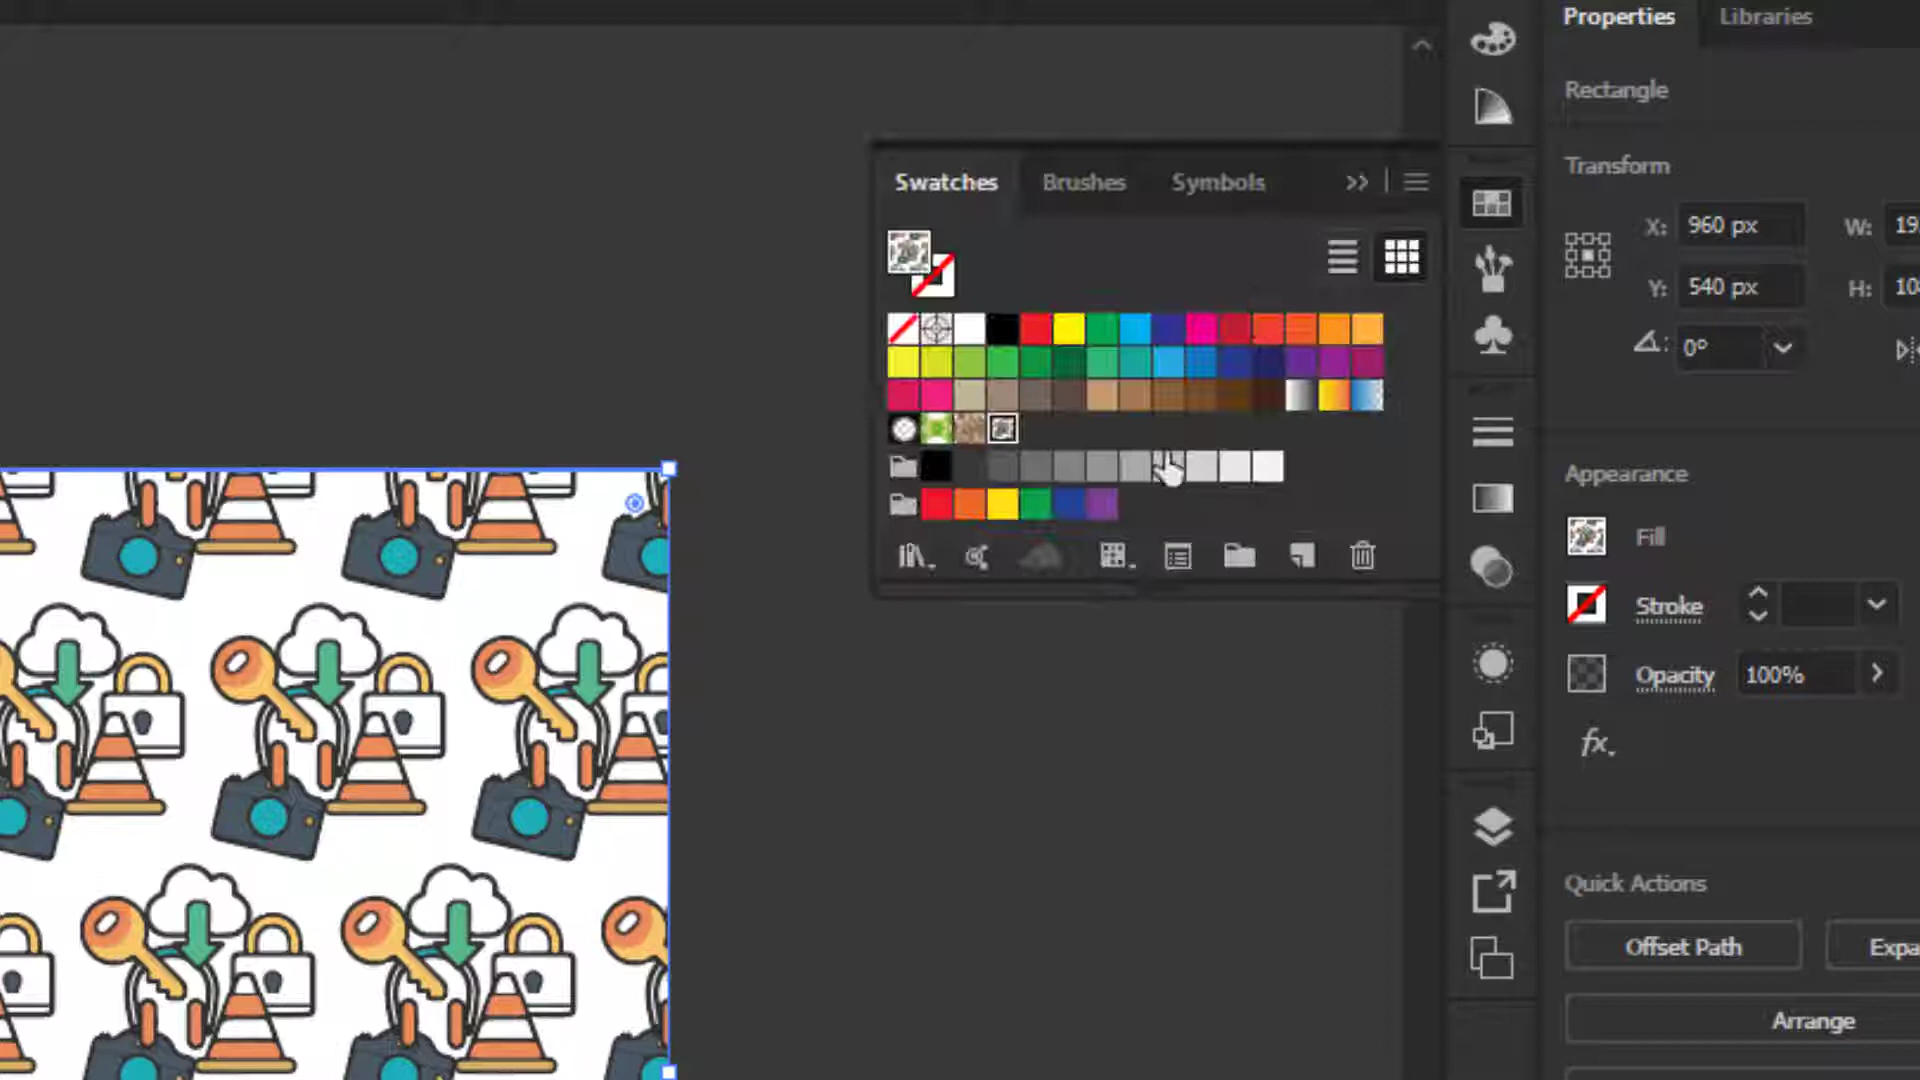 Properties Libraries
Rectangle
Transform
X: 960 px W: 19
Y: 540 px H: 10
0°
Swatches Brushes Symbols
Appearance
Fill
Stroke
Opacity 100%
fx.
Quick Actions
Offset Path Expa
Arrange